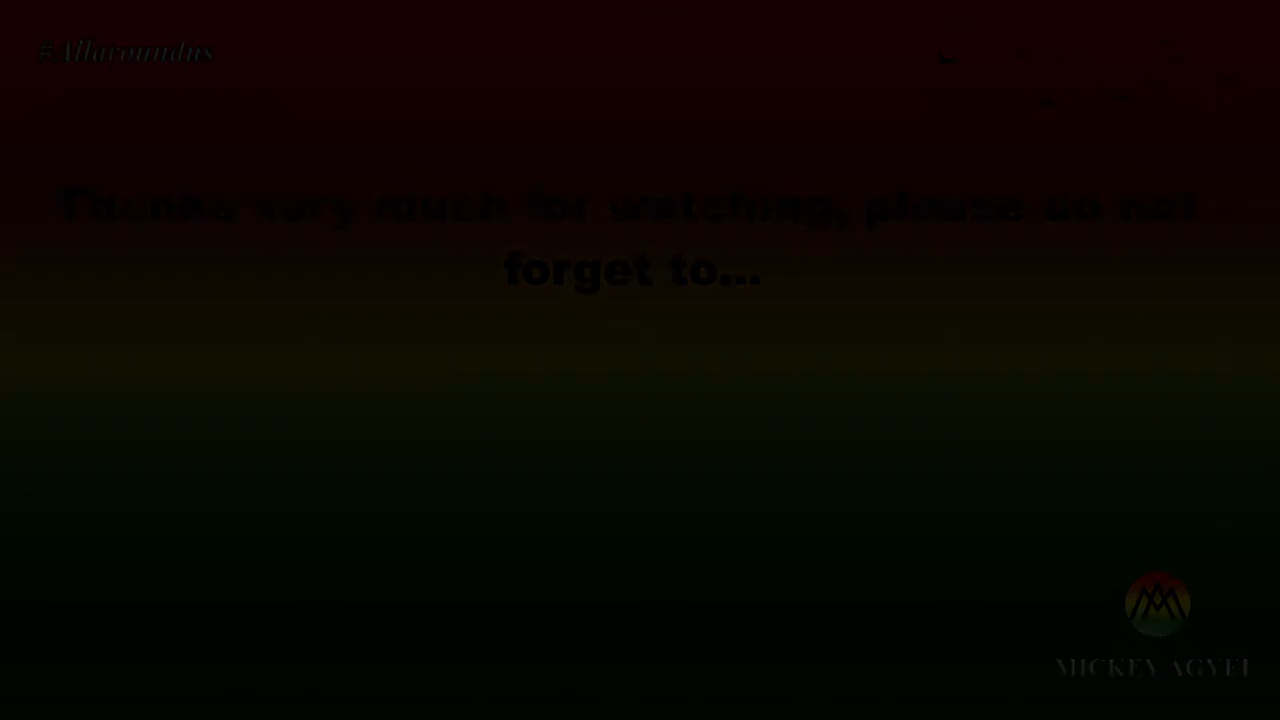 #Allaroundus
Thanks very much for watching, please do not
forget to...
MICKEY AGYEI